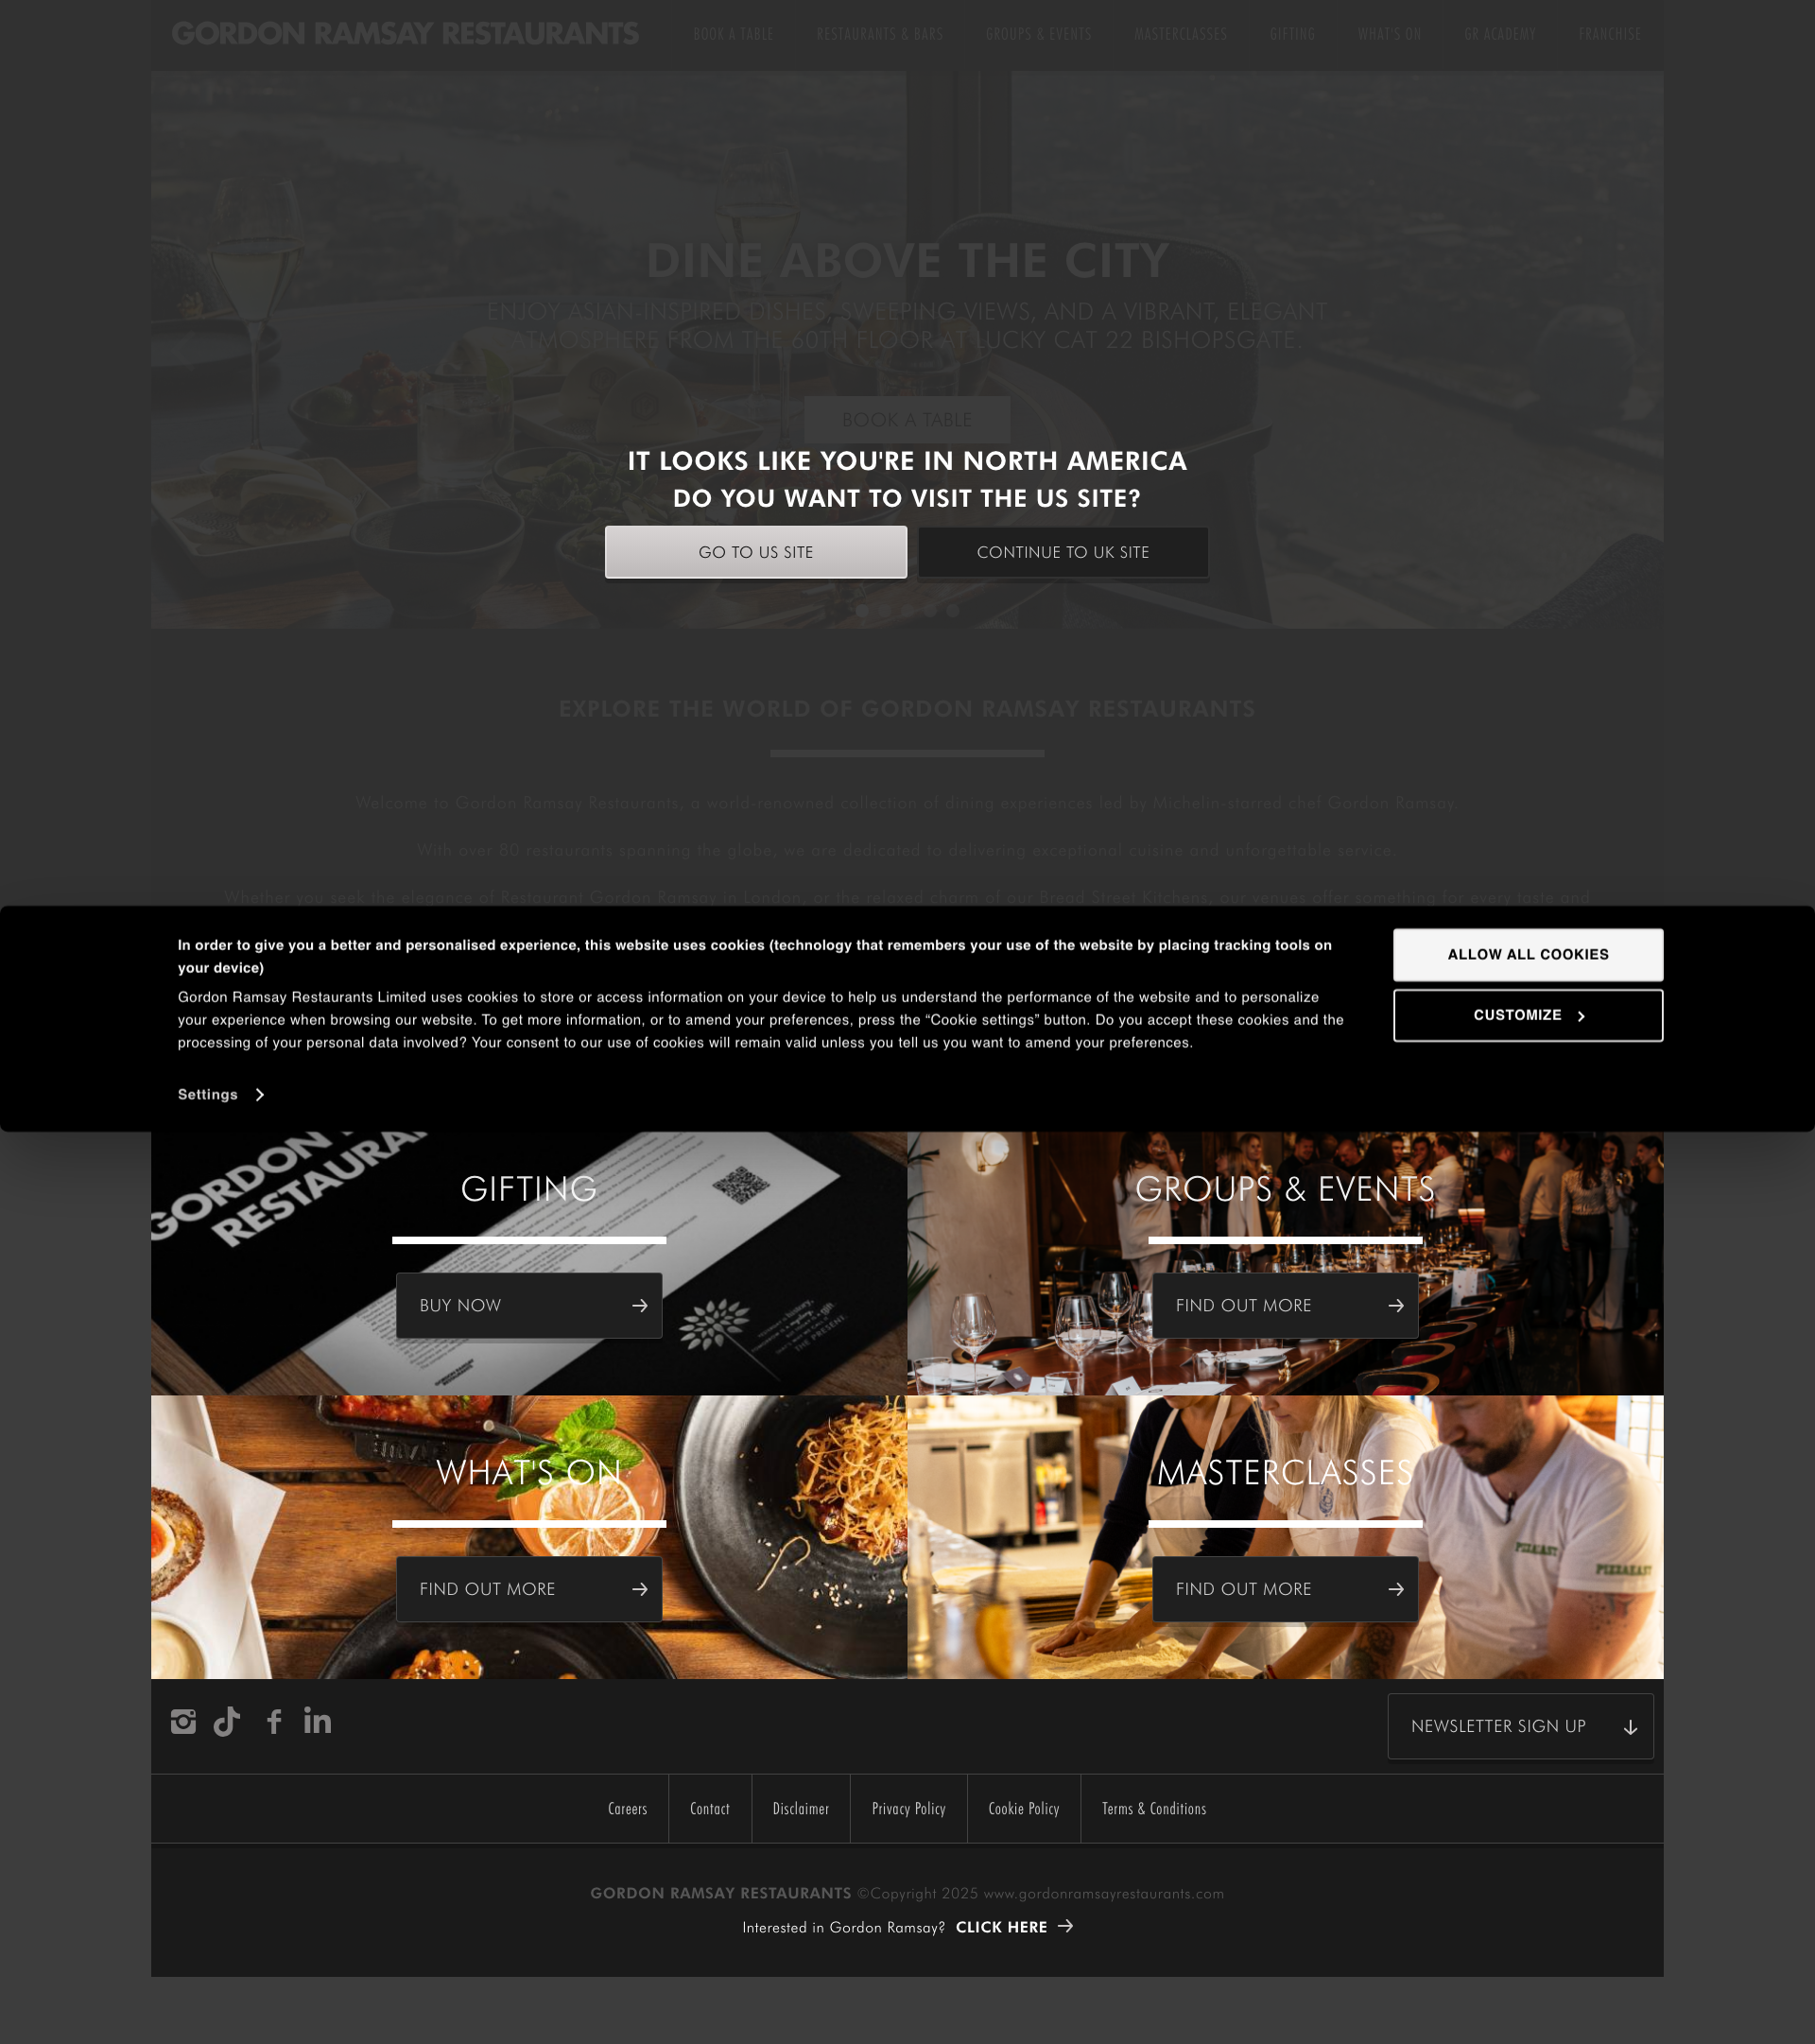 GORDON RAMSAY RESTAURANTS
BOOK A TABLE
RESTAURANTS & BARS
GROUPS & EVENTS
MASTERCLASSES
GIFTING
WHAT'S ON
GR ACADEMY
FRANCHISE
DINE ABOVE THE CITY
ENJOY ASIAN-INSPIRED DISHES, SWEEPING VIEWS, AND A VIBRANT, ELEGANT
ATMOSPHERE FROM THE 60TH FLOOR AT LUCKY CAT 22 BISHOPSGATE.
BOOK A TABLE
IT LOOKS LIKE YOU'RE IN NORTH AMERICA
DO YOU WANT TO VISIT THE US SITE?
GO TO US SITE
CONTINUE TO UK SITE
EXPLORE THE WORLD OF GORDON RAMSAY RESTAURANTS
Welcome to Gordon Ramsay Restaurants, a world-renowned collection of dining experiences led by Michelin-starred chef Gordon Ramsay.
With over 80 restaurants spanning the globe, we are dedicated to delivering exceptional cuisine and unforgettable service.
Whether you seek the elegance of Restaurant Gordon Ramsay in London, or the relaxed charm of our Bread Street Kitchens, our venues offer something for every taste and
In order to give you a better and personalised experience, this website uses cookies (technology that remembers your use of the website by placing tracking tools on
your device)
Gordon Ramsay Restaurants Limited uses cookies to store or access information on your device to help us understand the performance of the website and to personalize
your experience when browsing our website. To get more information, or to amend your preferences, press the “Cookie settings” button. Do you accept these cookies and the
processing of your personal data involved? Your consent to our use of cookies will remain valid unless you tell us you want to amend your preferences.
Settings
ALLOW ALL COOKIES
CUSTOMIZE
GORDON
RESTAURA
GIFTING
BUY NOW
THE PRESENT.
GROUPS & EVENTS
FIND OUT MORE
WHAT'S ON
FIND OUT MORE
MASTERCLASSES
FIND OUT MORE
PIZZAEAST
PIZZAEAST
NEWSLETTER SIGN UP
Careers
Contact
Disclaimer
Privacy Policy
Cookie Policy
Terms & Conditions
GORDON RAMSAY RESTAURANTS ©Copyright 2025 www.gordonramsayrestaurants.com
Interested in Gordon Ramsay? CLICK HERE